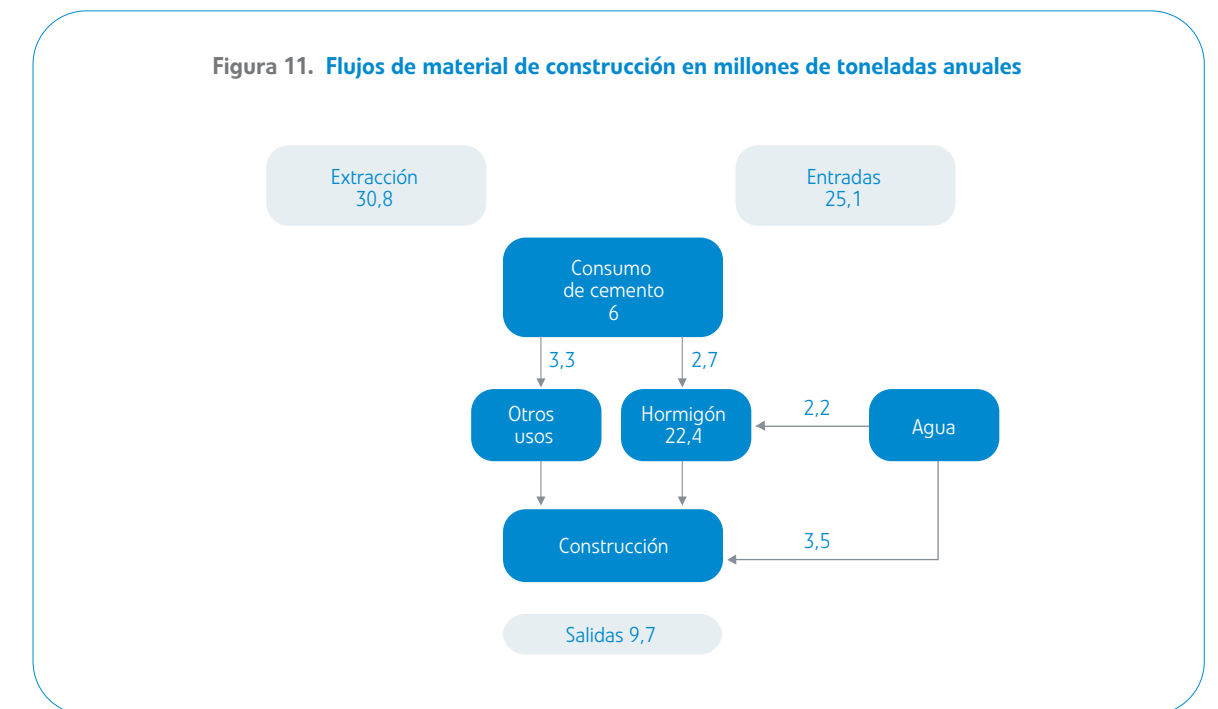 Figura 11. Flujos de material de construcción en millones de toneladas anuales
Extracción
30,8
Entradas
25,1
Consumo
de cemento
6
3,3
2,7
Otros
usos
Hormigón
22,4
2,2
Agua
Construcción
3,5
Salidas 9,7